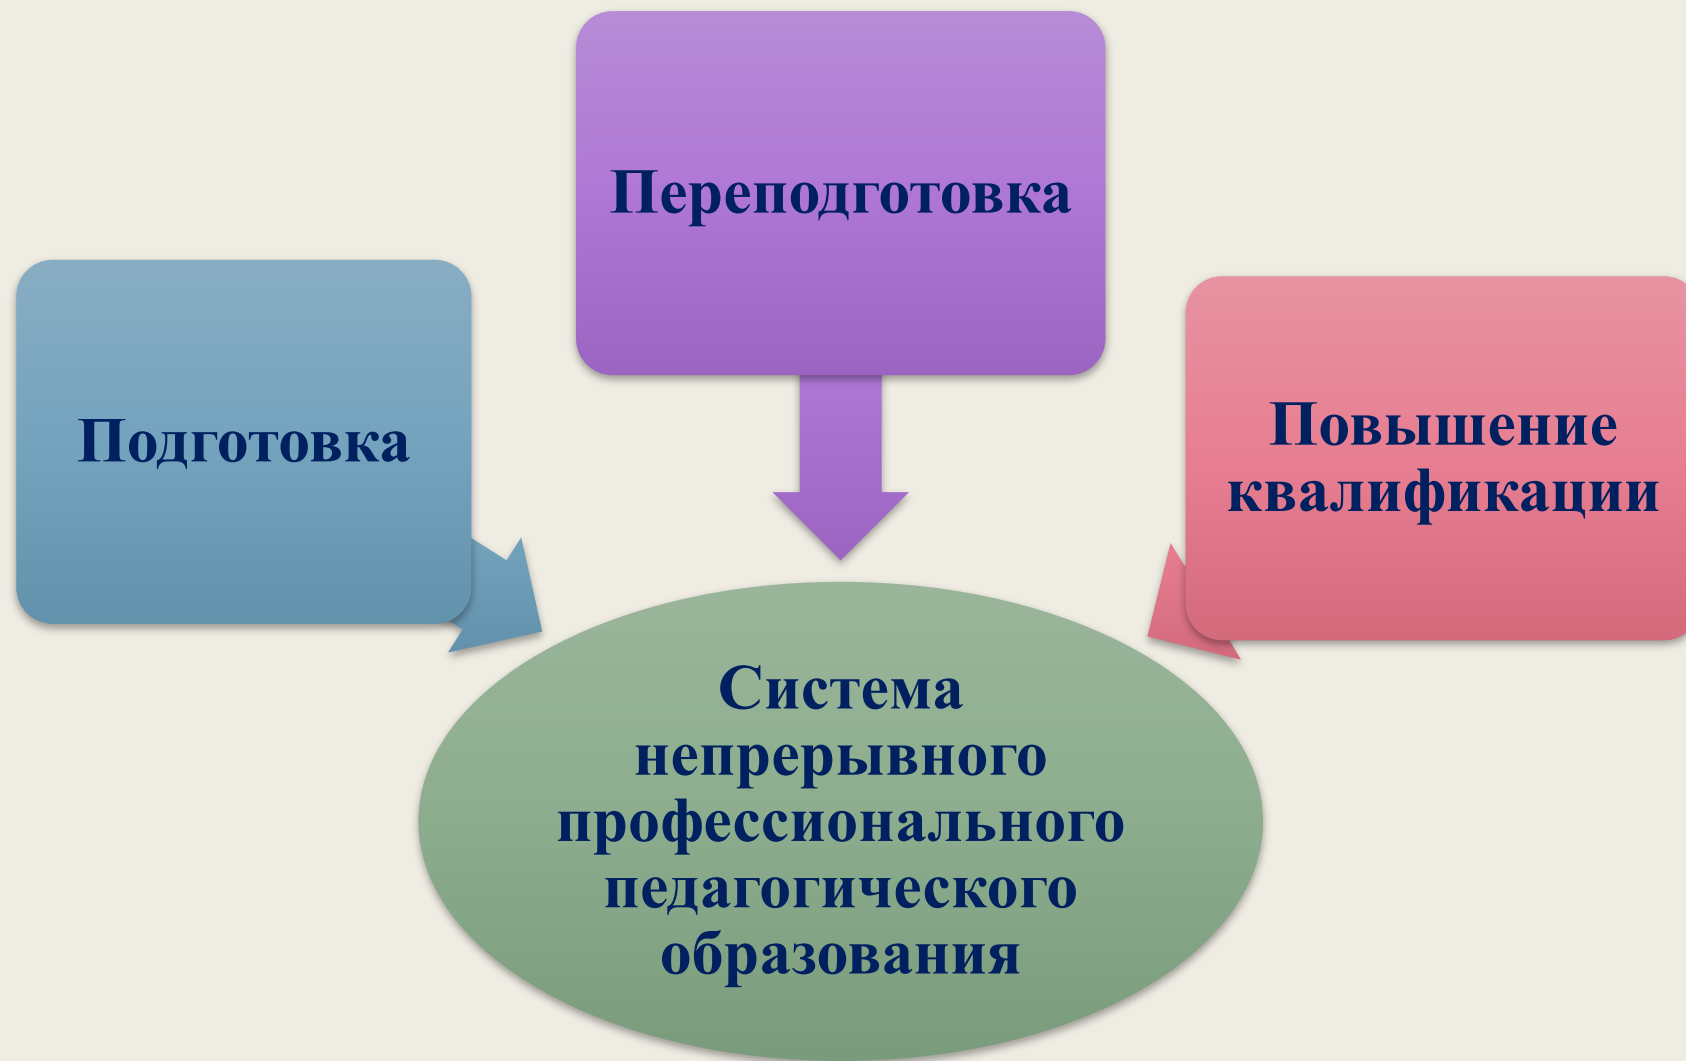 Переподготовка
Подготовка
Повышение
квалификации
Система
непрерывного
профессионального
педагогического
образования